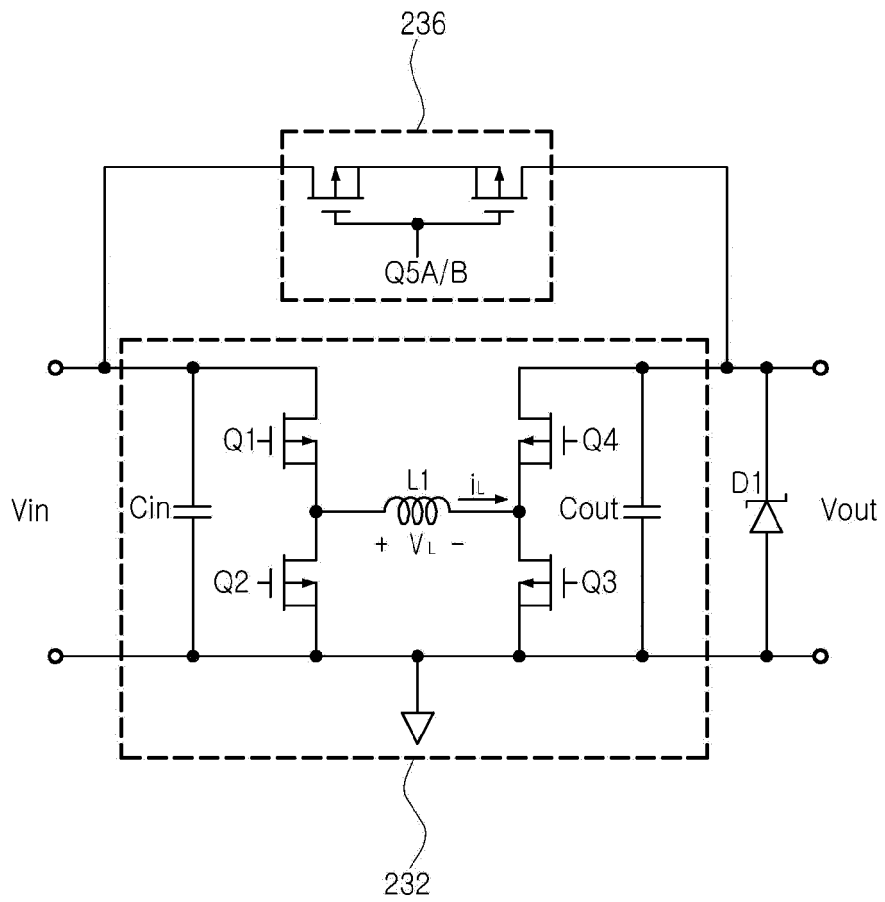 236
Q5A/B
Q1
Q4
L1
iL
D1
Vin
Cin
Cout
Vout
+ VL −
Q2
Q3
232